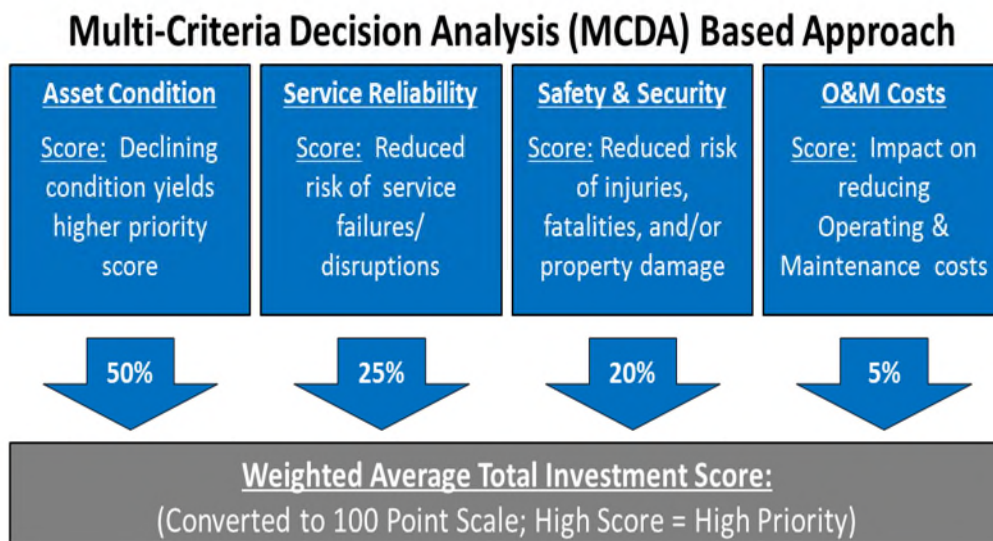 Multi-Criteria Decision Analysis (MCDA) Based Approach
Asset Condition
Score: Declining
condition yields
higher priority
score
Service Reliability
Score: Reduced
risk of service
failures/
disruptions
Safety & Security
Score: Reduced risk
of injuries,
fatalities, and/or
property damage
O&M Costs
Score: Impact on
reducing
Operating &
Maintenance costs
50%
25%
20%
5%
Weighted Average Total Investment Score:
(Converted to 100 Point Scale; High Score = High Priority)